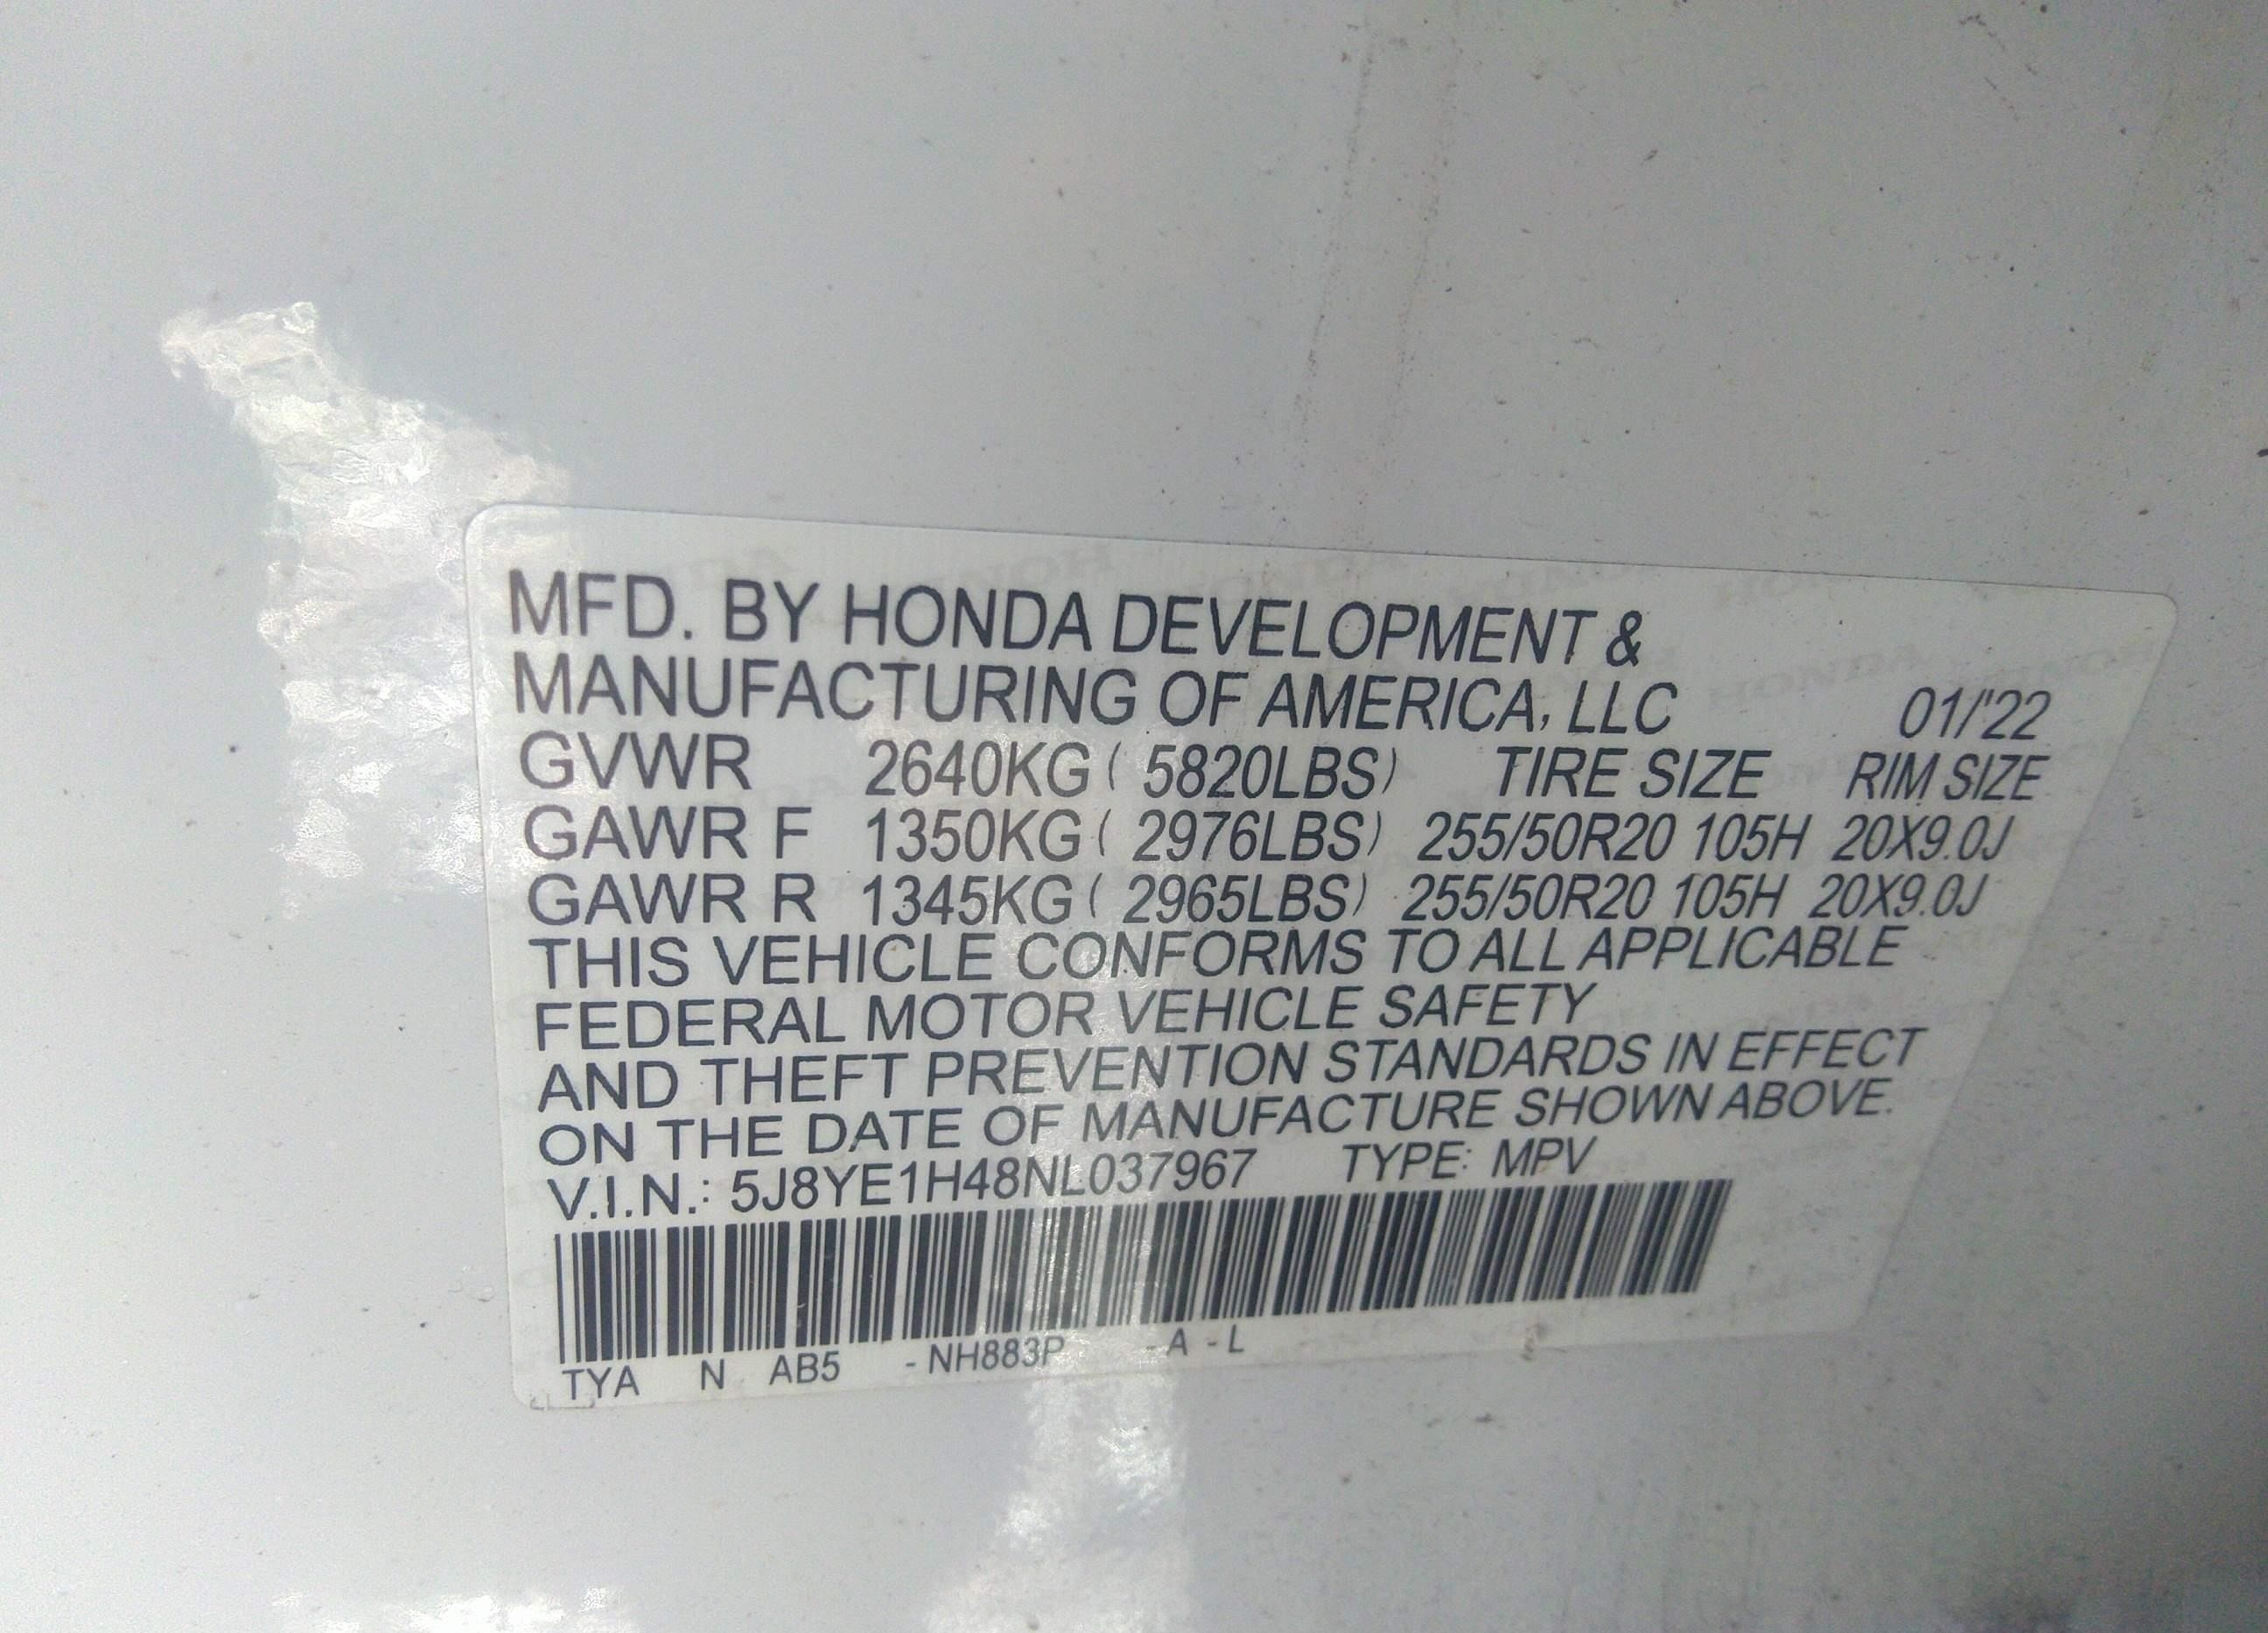 MFD. BY HONDA DEVELOPMENT &
MANUFACTURING OF AMERICA, LLC 01/'22
GVWR 2640KG ( 5820LBS) TIRE SIZE RIM SIZE
GAWR F 1350KG ( 2976LBS) 255/50R20 105H 20X9.0J
GAWR R 1345KG ( 2965LBS) 255/50R20 105H 20X9.0J
THIS VEHICLE CONFORMS TO ALL APPLICABLE
FEDERAL MOTOR VEHICLE SAFETY
AND THEFT PREVENTION STANDARDS IN EFFECT
ON THE DATE OF MANUFACTURE SHOWN ABOVE.
V.I.N.: 5J8YE1H48NL037967 TYPE: MPV
TYA N AB5 - NH883P - A - L